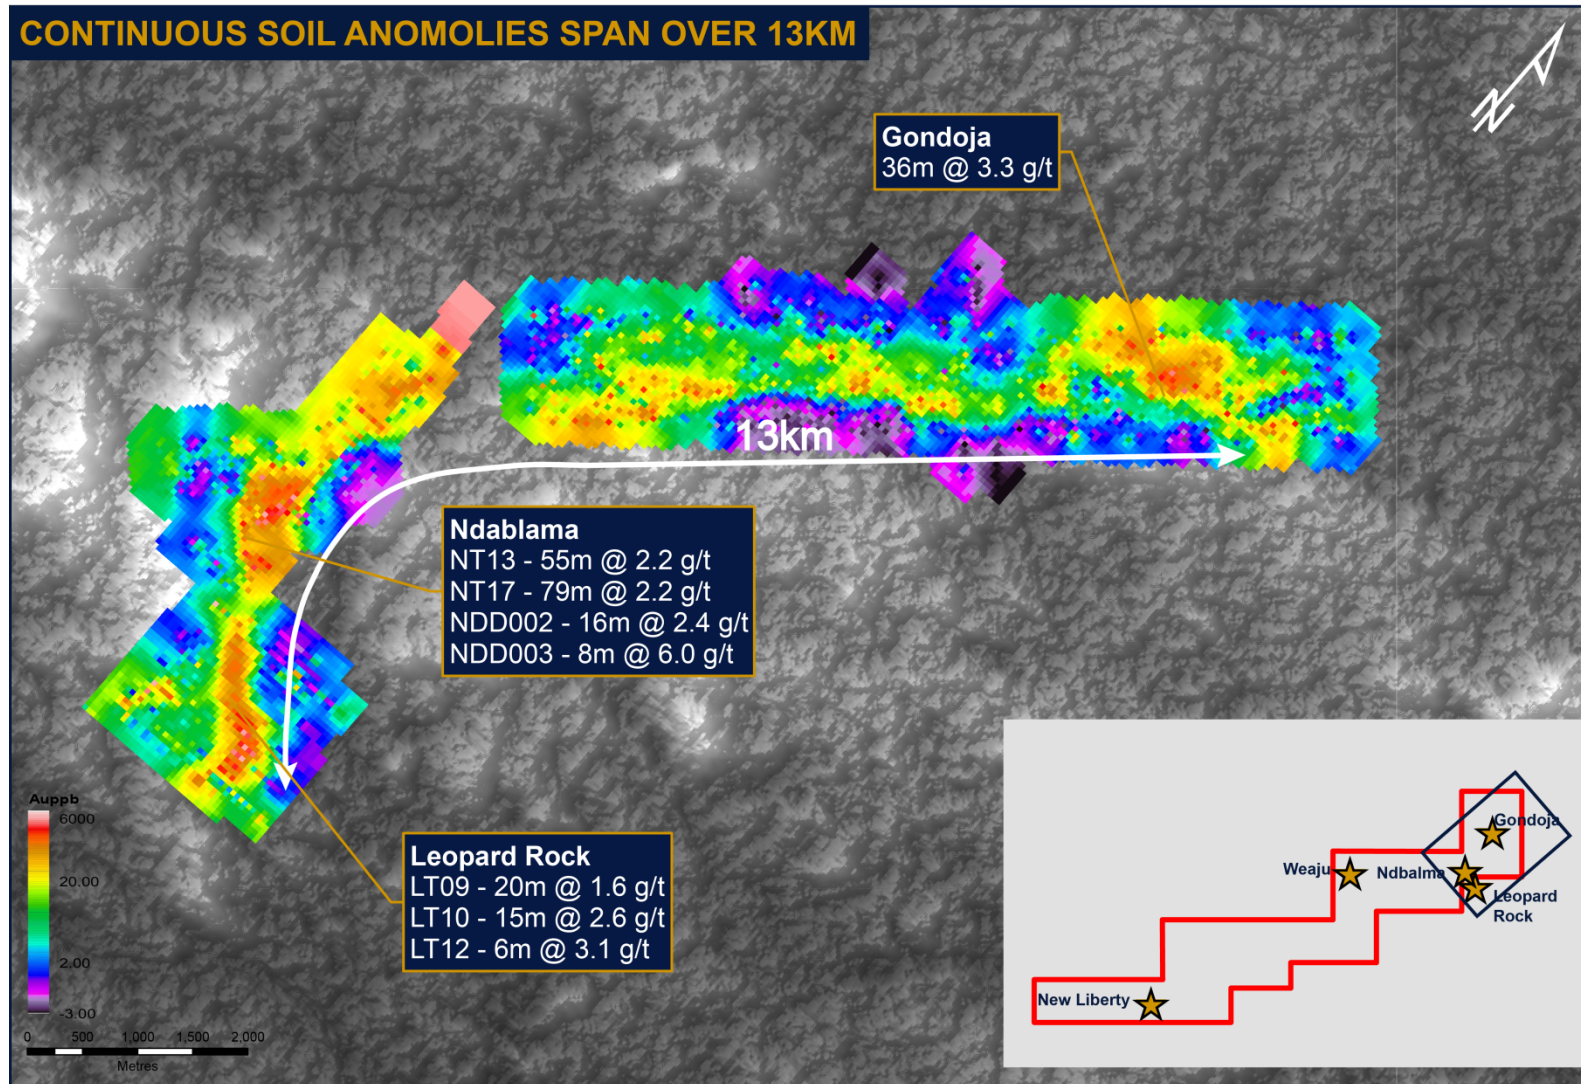 CONTINUOUS SOIL ANOMOLIES SPAN OVER 13KM
N
Gondoja
36m @ 3.3 g/t
13km
Ndablama
NT13 - 55m @ 2.2 g/t
NT17 - 79m @ 2.2 g/t
NDD002 - 16m @ 2.4 g/t
NDD003 - 8m @ 6.0 g/t
Leopard Rock
LT09 - 20m @ 1.6 g/t
LT10 - 15m @ 2.6 g/t
LT12 - 6m @ 3.1 g/t
Auppb
6000
20.00
2.00
-3.00
0 500 1,000 1,500 2,000
Metres
Gondoja
Weaju
Ndbalma
Leopard
Rock
New Liberty